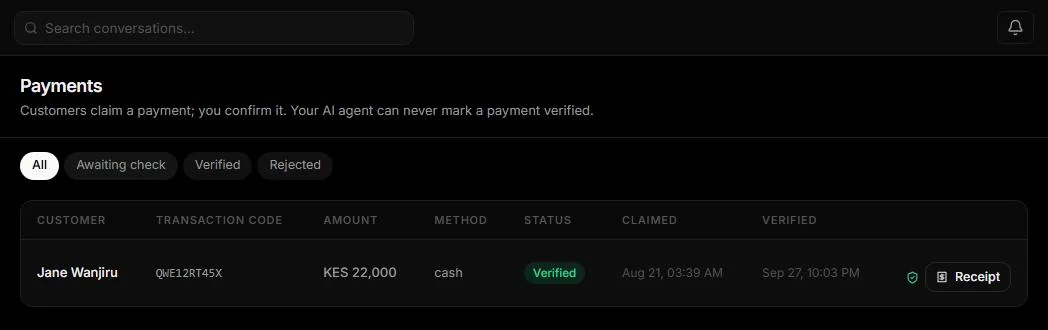 Search conversations...
Payments
Customers claim a payment; you confirm it. Your AI agent can never mark a payment verified.
All Awaiting check Verified Rejected
CUSTOMER TRANSACTION CODE AMOUNT METHOD STATUS CLAIMED VERIFIED
Jane Wanjiru QWE12RT45X KES 22,000 cash Verified Aug 21, 03:39 AM Sep 27, 10:03 PM Receipt